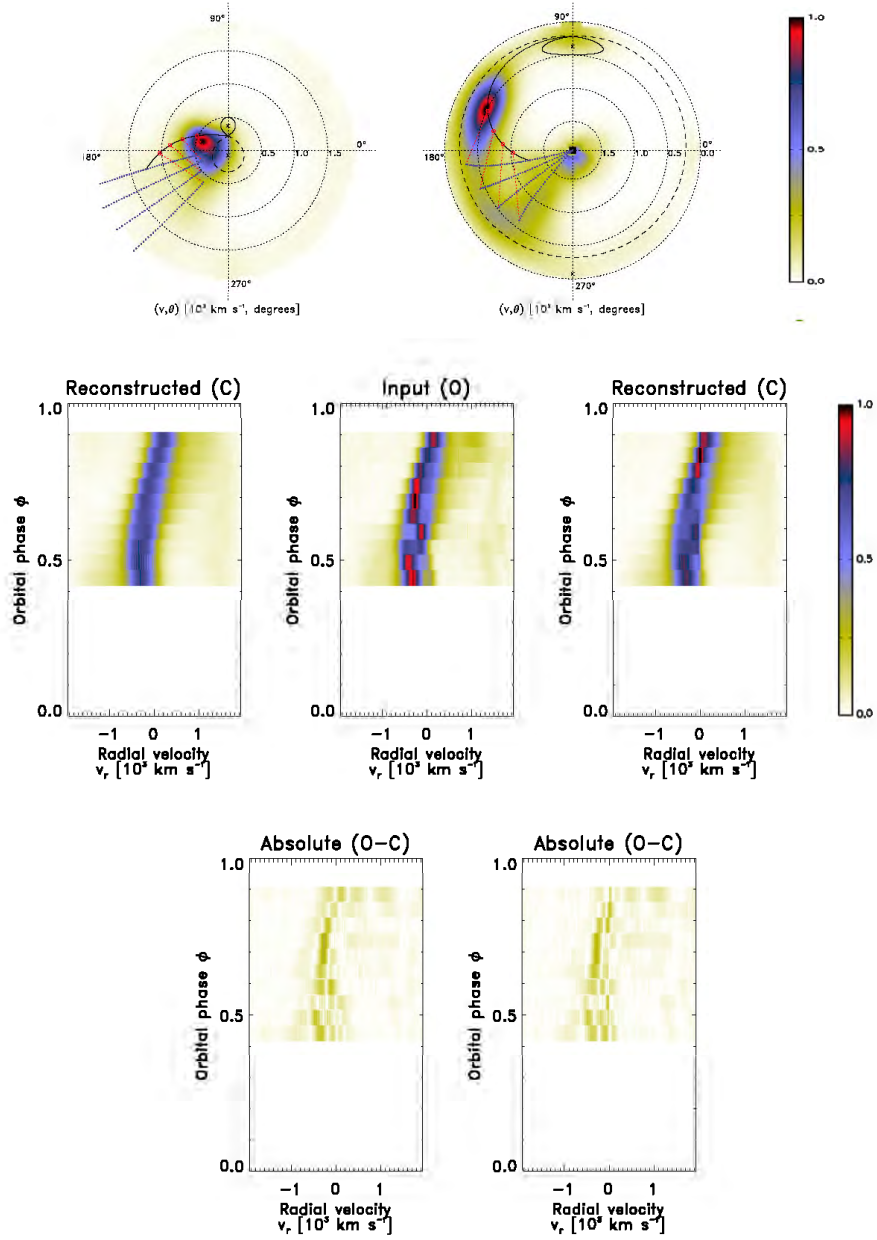 90° 90° 1.0
180° 0.5 1.0 1.5 0° 180° 1.5 1.0 0.5 0.0 0° 0.5
270° 270° 0.0
(v,θ) [10³ km s⁻¹, degrees] (v,θ) [10³ km s⁻¹, degrees]
Reconstructed (C) Input (O) Reconstructed (C)
1.0 1.0 1.0 1.0
Orbital phase ϕ Orbital phase ϕ Orbital phase ϕ
0.5 0.5 0.5 0.5
0.0 0.0 0.0 0.0
-1 0 1 -1 0 1 -1 0 1
Radial velocity Radial velocity Radial velocity
v_r [10³ km s⁻¹] v_r [10³ km s⁻¹] v_r [10³ km s⁻¹]
Absolute (O-C) Absolute (O-C)
1.0 1.0
Orbital phase ϕ Orbital phase ϕ
0.5 0.5
0.0 0.0
-1 0 1 -1 0 1
Radial velocity Radial velocity
v_r [10³ km s⁻¹] v_r [10³ km s⁻¹]